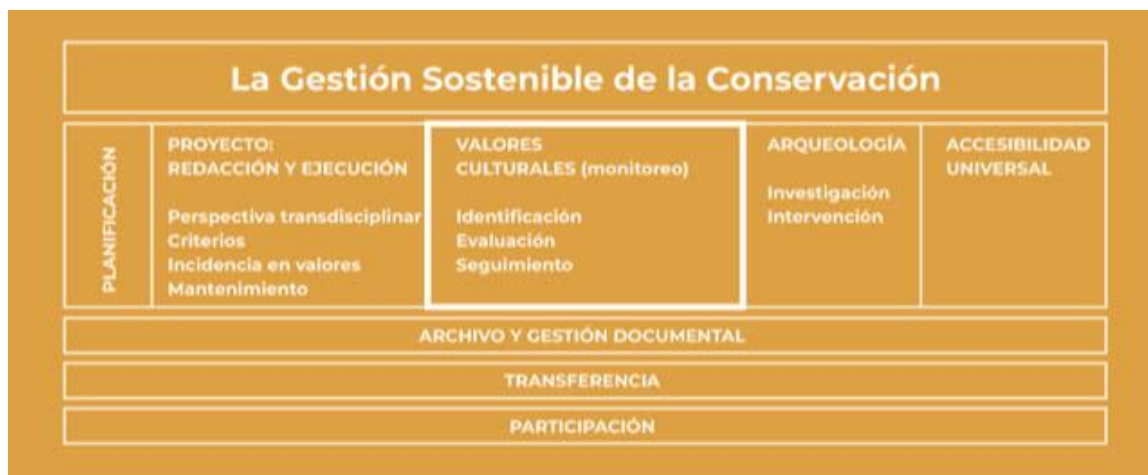 La Gestión Sostenible de la Conservación
PLANIFICACIÓN
PROYECTO:
REDACCIÓN Y EJECUCIÓN
Perspectiva transdisciplinar
Criterios
Incidencia en valores
Mantenimiento
VALORES
CULTURALES (monitoreo)
Identificación
Evaluación
Seguimiento
ARQUEOLOGÍA
Investigación
Intervención
ACCESIBILIDAD
UNIVERSAL
ARCHIVO Y GESTIÓN DOCUMENTAL
TRANSFERENCIA
PARTICIPACIÓN